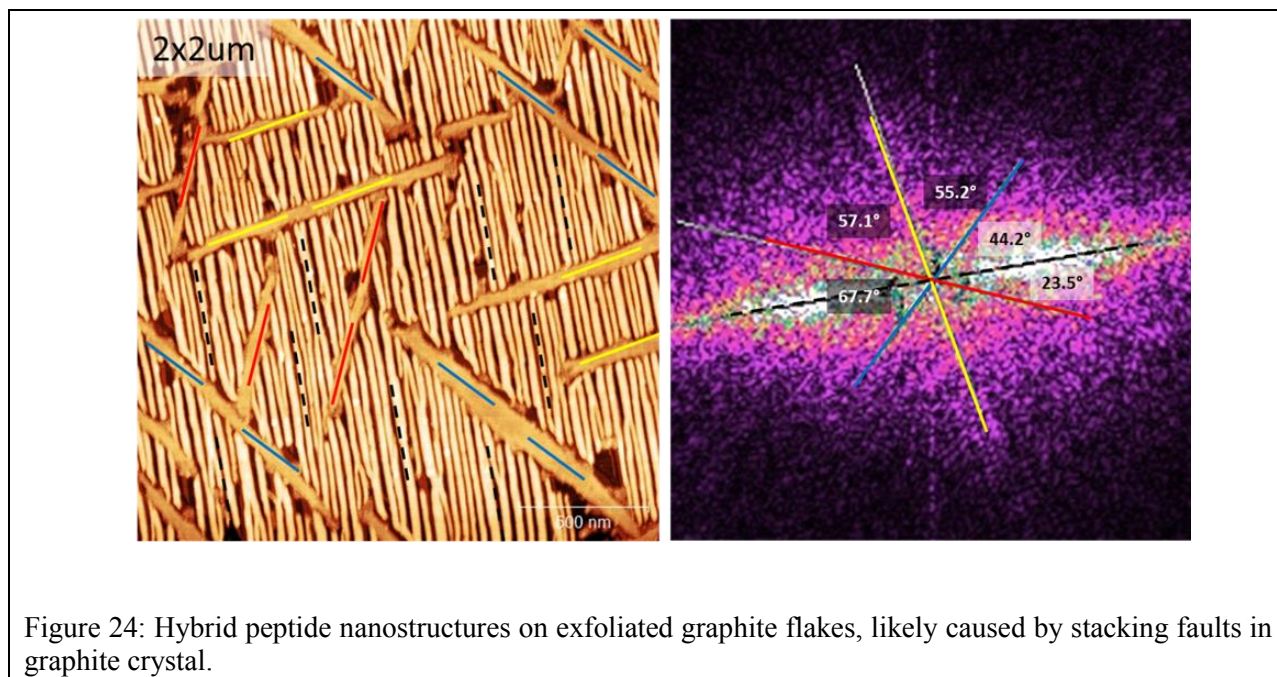 2x2um
500 nm
55.2°
57.1°
44.2°
23.5°
67.7°
Figure 24: Hybrid peptide nanostructures on exfoliated graphite flakes, likely caused by stacking faults in
graphite crystal.